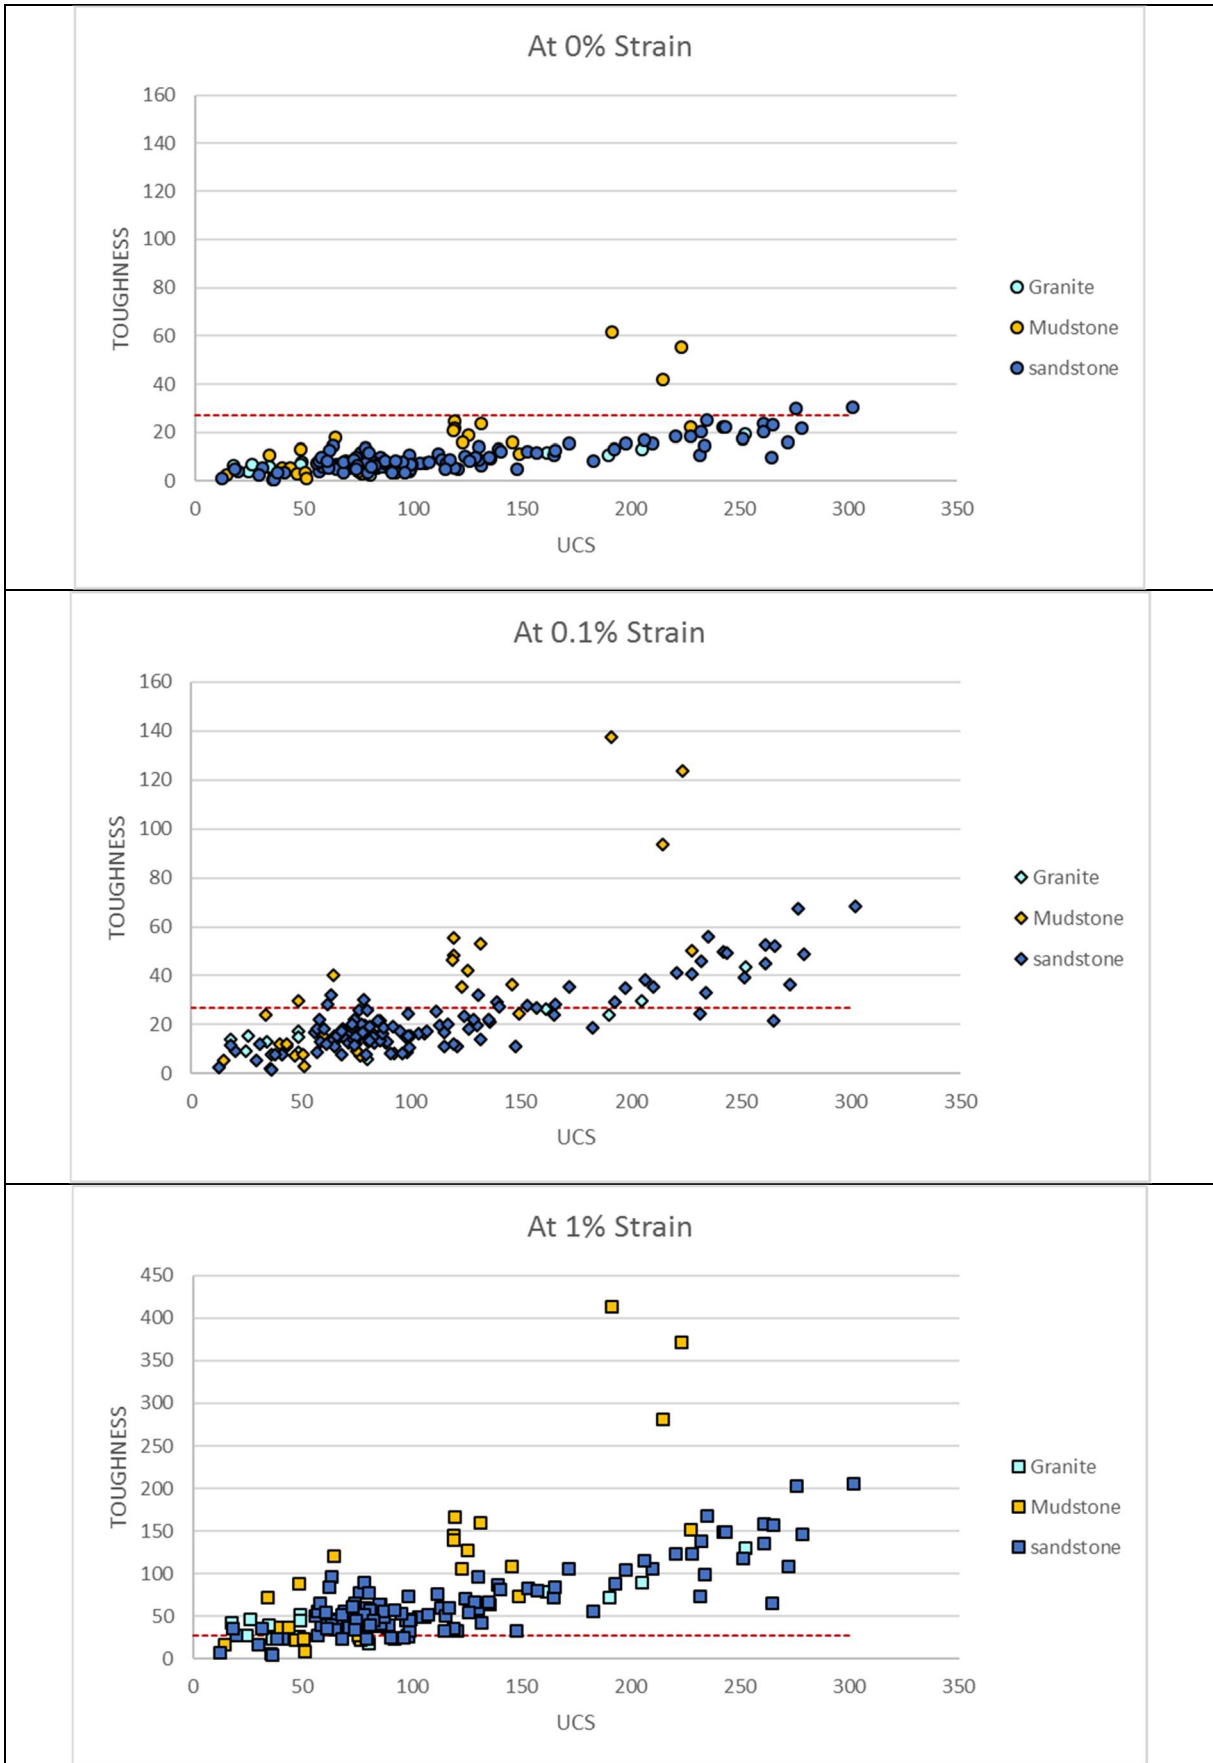 At 0% Strain
160
140
120
100
80
60
40
20
0
TOUGHNESS
0 50 100 150 200 250 300 350
UCS
Granite
Mudstone
sandstone
At 0.1% Strain
160
140
120
100
80
60
40
20
0
TOUGHNESS
0 50 100 150 200 250 300 350
UCS
Granite
Mudstone
sandstone
At 1% Strain
450
400
350
300
250
200
150
100
50
0
TOUGHNESS
0 50 100 150 200 250 300 350
UCS
Granite
Mudstone
sandstone